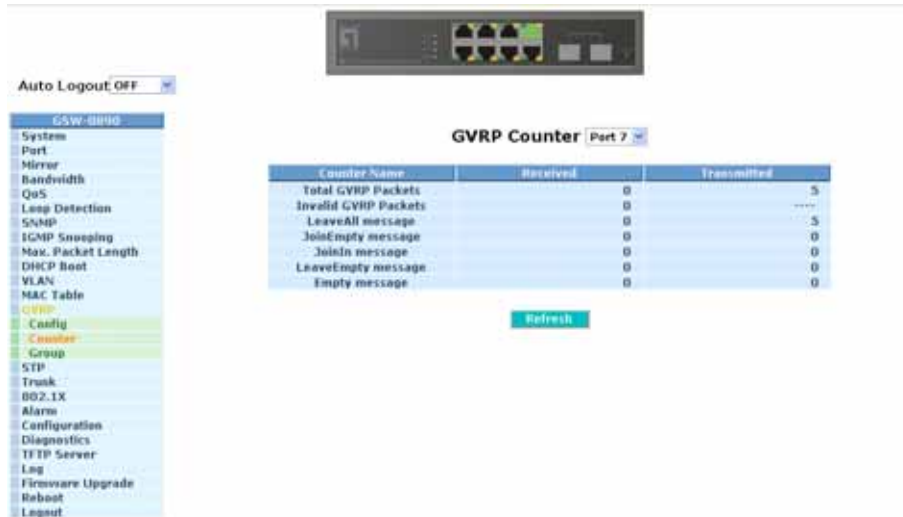 Auto Logout OFF
GSW-0890
System
Port
Mirror
Bandwidth
QoS
Loop Detection
SNMP
IGMP Snooping
Max. Packet Length
DHCP Boot
VLAN
MAC Table
GVRP
Config
Counter
Group
STP
Trunk
802.1X
Alarm
Configuration
Diagnostics
TFTP Server
Log
Firmware Upgrade
Reboot
Logout
GVRP Counter Port 7
Counter Name Received Transmitted
Total GVRP Packets 0 5
Invalid GVRP Packets 0 ----
LeaveAll message 0 5
JoinEmpty message 0 0
JoinIn message 0 0
LeaveEmpty message 0 0
Empty message 0 0
Refresh